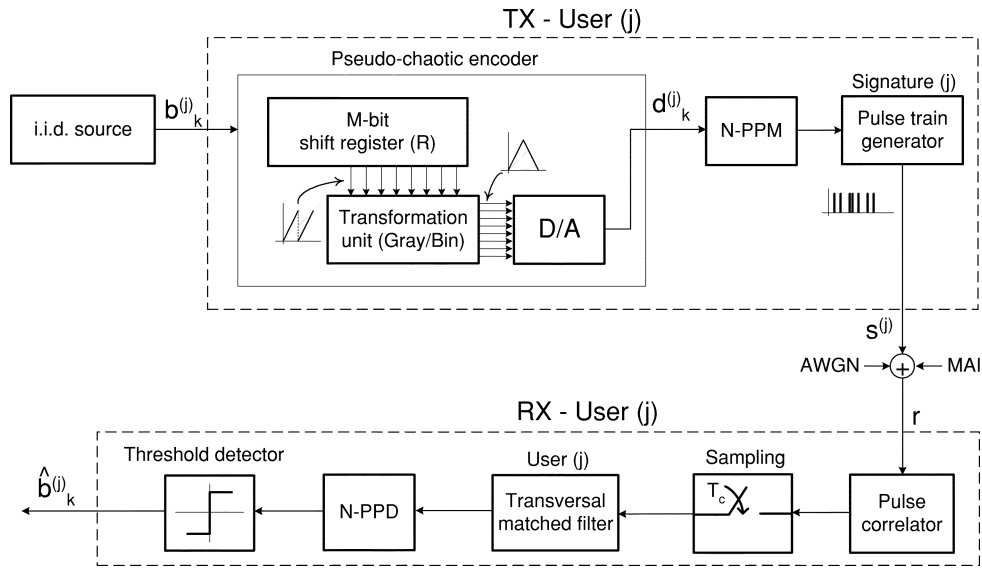 TX - User (j)
Pseudo-chaotic encoder
i.i.d. source
b(j)k
M-bit
shift register (R)
Transformation
unit (Gray/Bin)
D/A
d(j)k
N-PPM
Signature (j)
Pulse train
generator
s(j)
AWGN
+
MAI
r
RX - User (j)
Threshold detector
b̂(j)k
N-PPD
User (j)
Transversal
matched filter
Sampling
Tc
Pulse
correlator